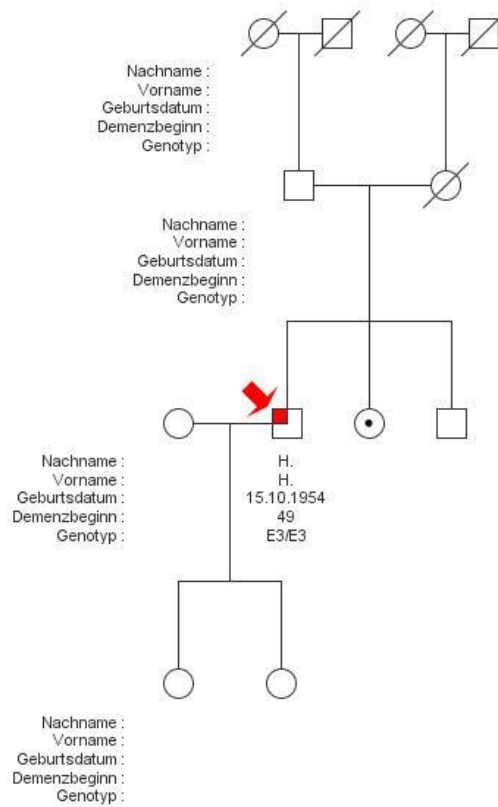 Nachname :
Vorname :
Geburtsdatum :
Demenzbeginn :
Genotyp :
Nachname :
Vorname :
Geburtsdatum :
Demenzbeginn :
Genotyp :
Nachname : H.
Vorname : H.
Geburtsdatum : 15.10.1954
Demenzbeginn : 49
Genotyp : E3/E3
Nachname :
Vorname :
Geburtsdatum :
Demenzbeginn :
Genotyp :